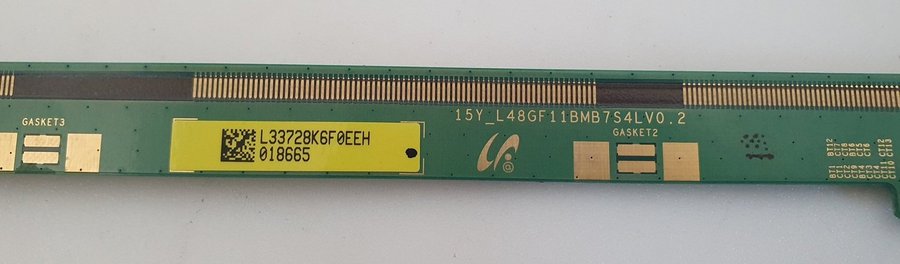 15Y_L48GF11BMB7S4LV0.2
GASKET3
L33728K6F0EEH
018665
GASKET2